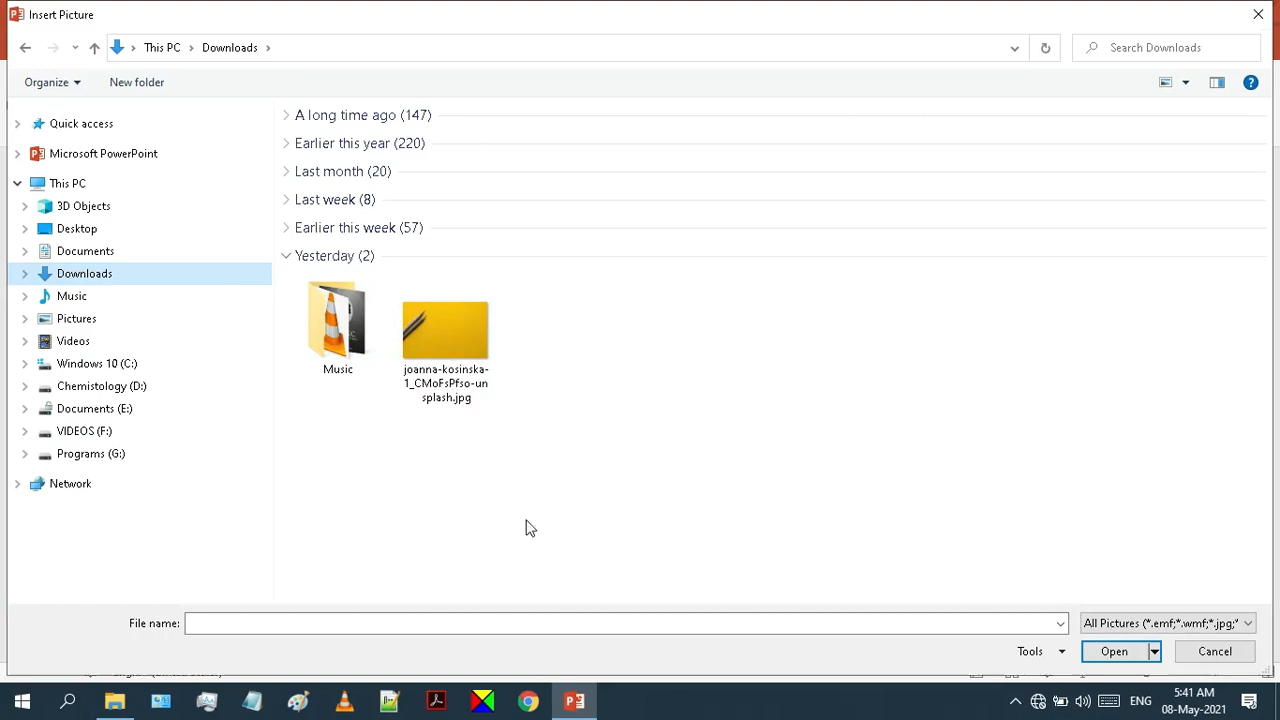 Insert Picture
This PC
Downloads
Search Downloads
Organize
New folder
Quick access
Microsoft PowerPoint
This PC
3D Objects
Desktop
Documents
Downloads
Music
Pictures
Videos
Windows 10 (C:)
Chemistology (D:)
Documents (E:)
VIDEOS (F:)
Programs (G:)
Network
A long time ago (147)
Earlier this year (220)
Last month (20)
Last week (8)
Earlier this week (57)
Yesterday (2)
Music
joanna-kosinska-
1_CMoFsPfso-un
splash.jpg
File name:
All Pictures (*.emf;*.wmf;*.jpg;*
Tools
Open
Cancel
ENG
5:41 AM
08-May-2021